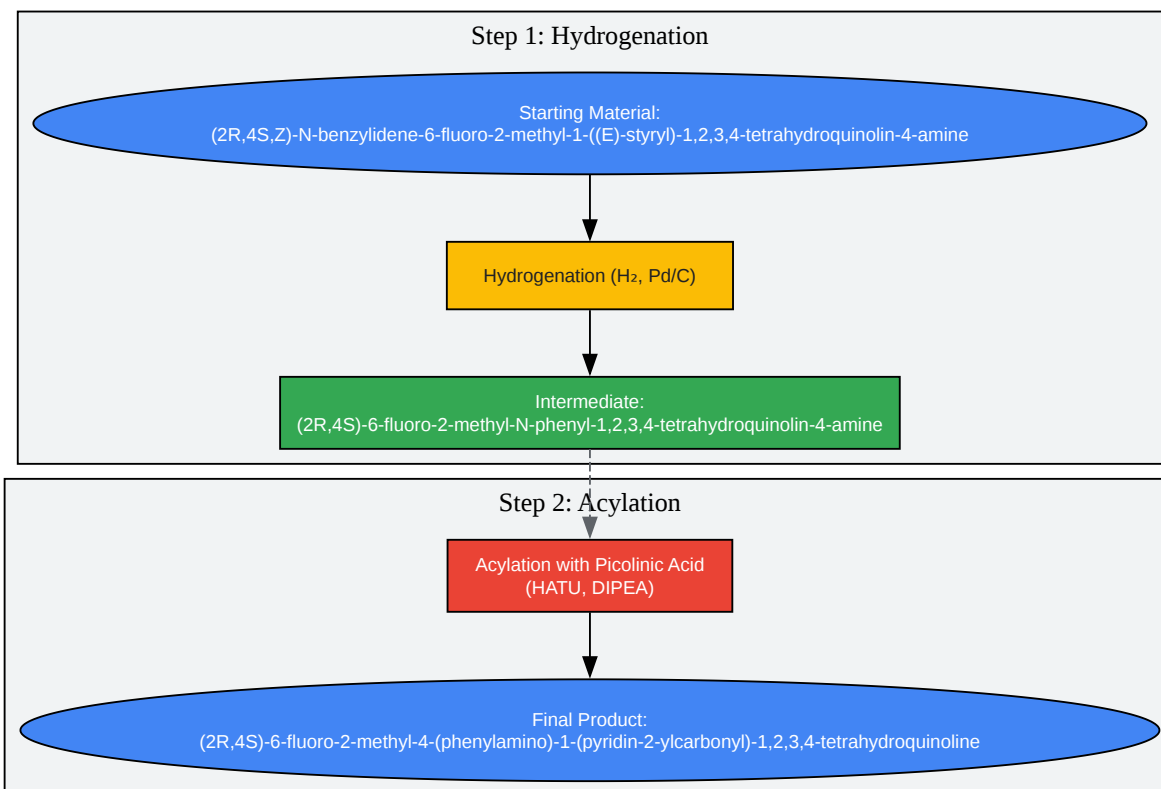 Step 1: Hydrogenation
Starting Material:
(2R,4S,Z)-N-benzylidene-6-fluoro-2-methyl-1-((E)-styryl)-1,2,3,4-tetrahydroquinolin-4-amine
Hydrogenation (H₂, Pd/C)
Intermediate:
(2R,4S)-6-fluoro-2-methyl-N-phenyl-1,2,3,4-tetrahydroquinolin-4-amine
Step 2: Acylation
Acylation with Picolinic Acid
(HATU, DIPEA)
Final Product:
(2R,4S)-6-fluoro-2-methyl-4-(phenylamino)-1-(pyridin-2-ylcarbonyl)-1,2,3,4-tetrahydroquinoline